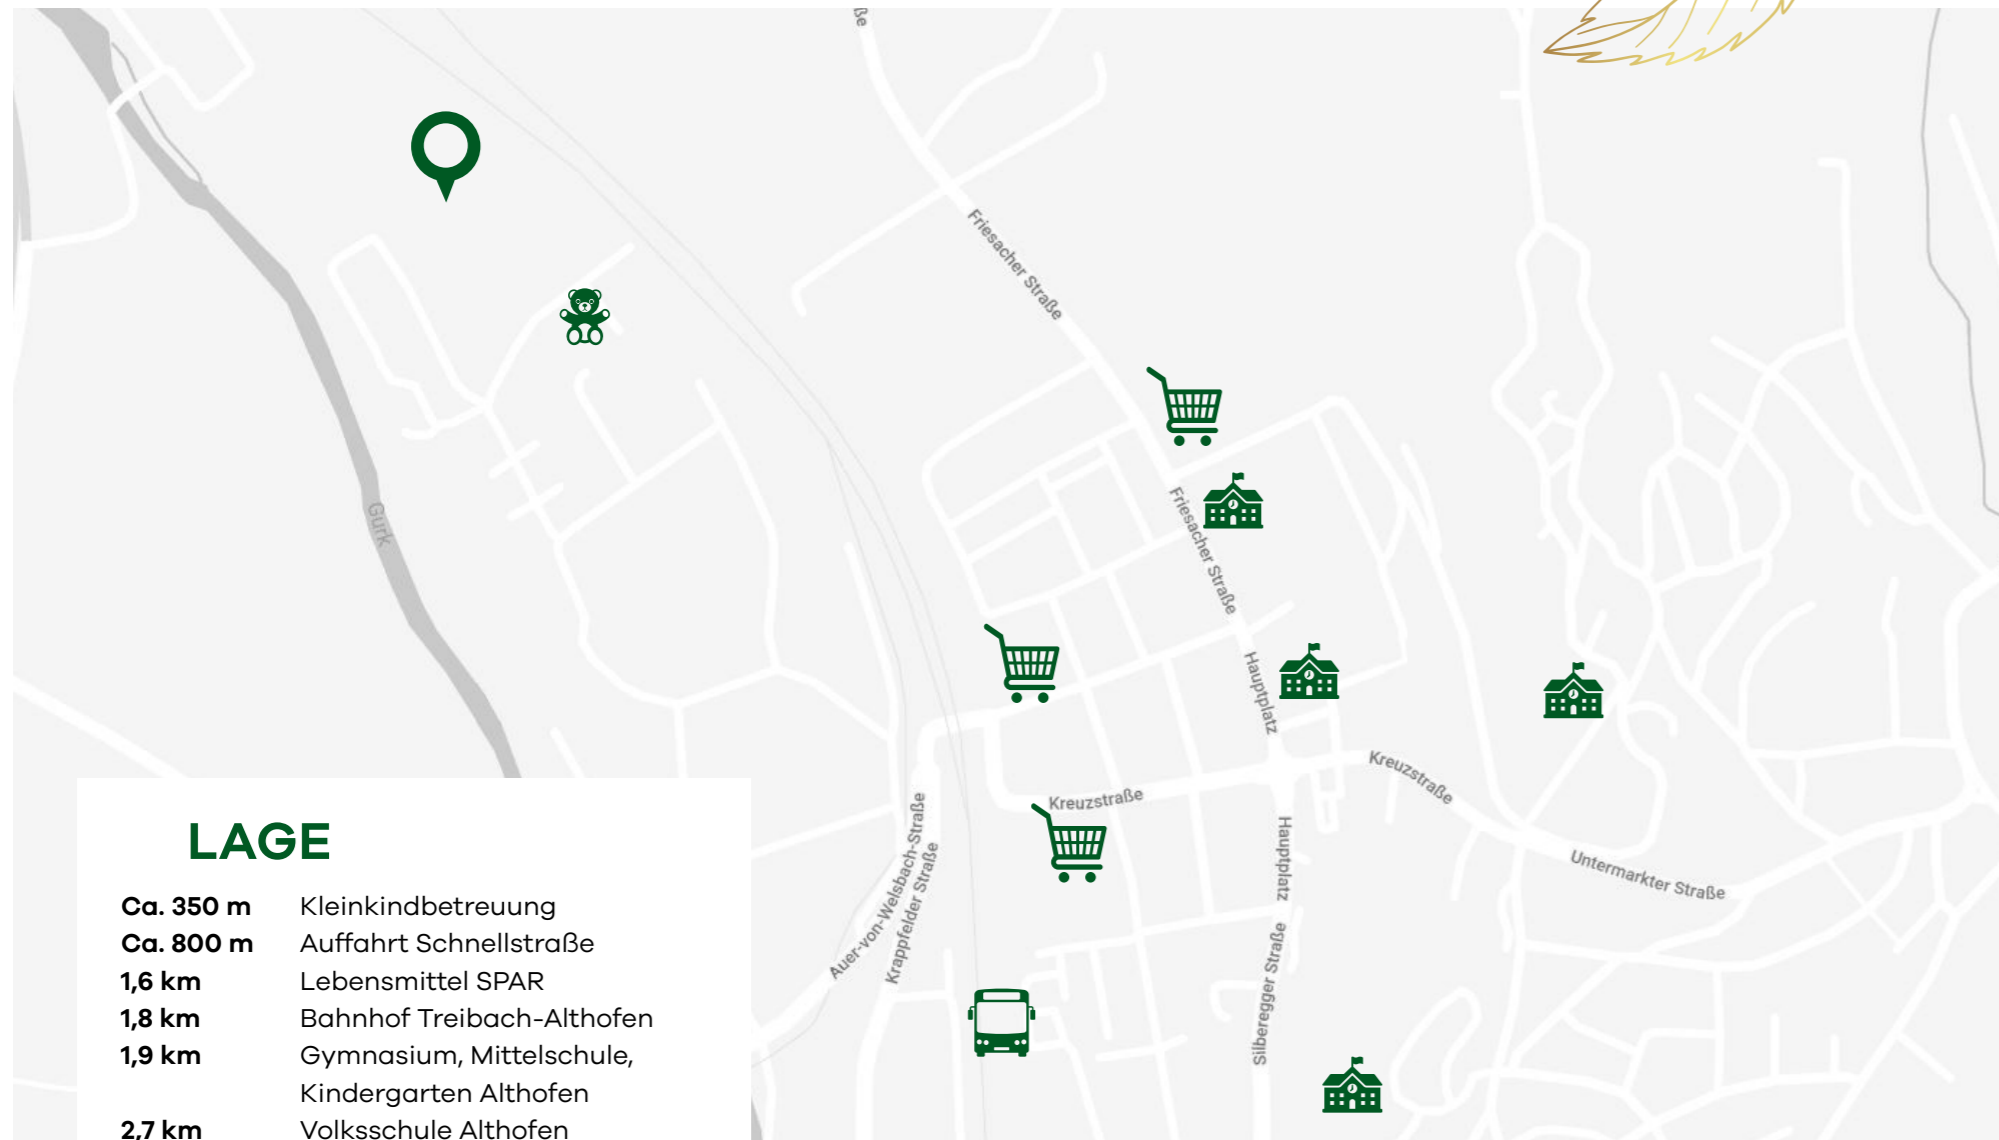 ße
Friesacher Straße
Gurk
Friesacher Straße
Hauptplatz
Kreuzstraße
Kreuzstraße
Auer-von-Welsbach-Straße
Krappfelder Straße
Hauptplatz
Untermarkter Straße
Silberegger Straße
LAGE
Ca. 350 m Kleinkindbetreuung
Ca. 800 m Auffahrt Schnellstraße
1,6 km Lebensmittel SPAR
1,8 km Bahnhof Treibach-Althofen
1,9 km Gymnasium, Mittelschule,
Kindergarten Althofen
2,7 km Volksschule Althofen